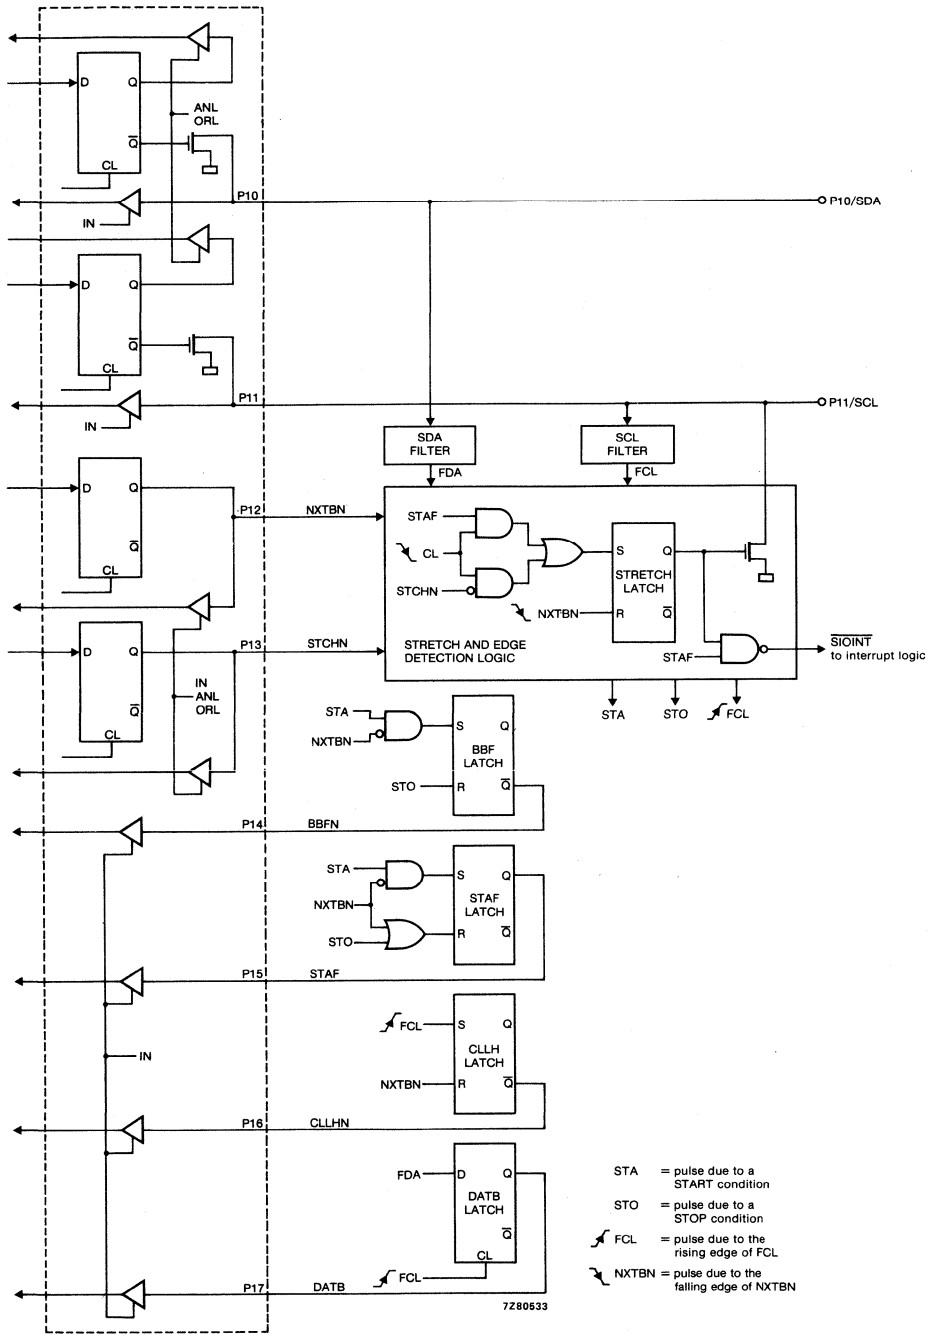 D
Q
ANL
ORL
Q
CL
P10
P10/SDA
IN
D
Q
Q
CL
P11
P11/SCL
IN
SDA
FILTER
SCL
FILTER
FDA
FCL
D
Q
P12
NXTBN
STAF
CL
STCHN
NXTBN
S
Q
STRETCH
LATCH
R
Q
Q
CL
D
Q
P13
STCHN
STRETCH AND EDGE
DETECTION LOGIC
STAF
SIOINT
to interrupt logic
IN
ANL
ORL
Q
CL
STA
STO
FCL
STA
NXTBN
S
Q
BBF
LATCH
STO
R
Q
P14
BBFN
STA
NXTBN
STO
S
Q
STAF
LATCH
R
Q
P15
STAF
FCL
S
Q
CLLH
LATCH
NXTBN
R
Q
IN
P16
CLLHN
FDA
D
Q
DATB
LATCH
Q
CL
FCL
P17
DATB
STA = pulse due to a
START condition
STO = pulse due to a
STOP condition
FCL = pulse due to the
rising edge of FCL
NXTBN = pulse due to the
falling edge of NXTBN
7Z80533